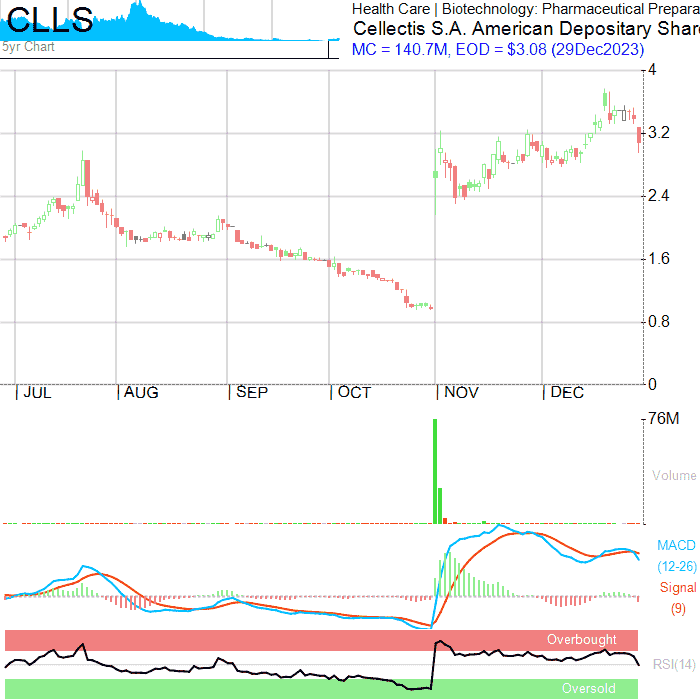 CLLS
5yr Chart
Health Care | Biotechnology: Pharmaceutical Prepara
Cellectis S.A. American Depositary Shar
MC = 140.7M, EOD = $3.08 (29Dec2023)
4
3.2
2.4
1.6
0.8
0
JUL AUG SEP OCT NOV DEC
76M
Volume
MACD
(12-26)
Signal
(9)
Overbought
RSI(14)
Oversold